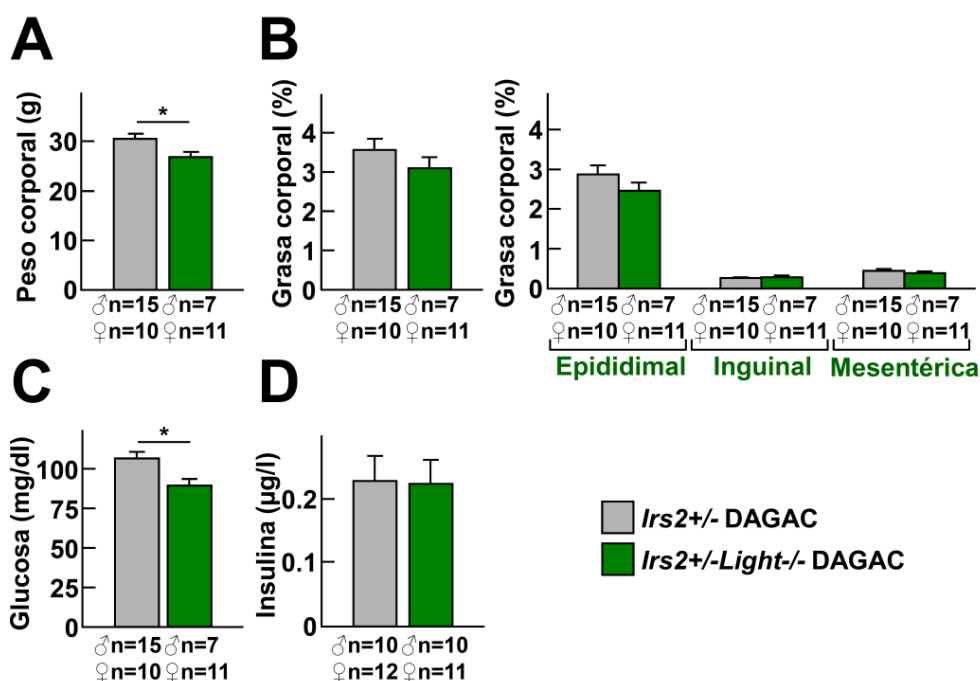 A
Peso corporal (g)
30
20
10
0
*
♂n=15 ♂n=7
♀n=10 ♀n=11
B
Grasa corporal (%)
4
3
2
1
0
♂n=15 ♂n=7
♀n=10 ♀n=11
Grasa corporal (%)
4
3
2
1
0
♂n=15 ♂n=7 ♂n=15 ♂n=7 ♂n=15 ♂n=7
♀n=10 ♀n=11 ♀n=10 ♀n=11 ♀n=10 ♀n=11
Epididimal Inguinal Mesentérica
C
Glucosa (mg/dl)
100
75
50
25
0
*
♂n=15 ♂n=7
♀n=10 ♀n=11
D
Insulina (µg/l)
0.2
0.1
0
♂n=10 ♂n=10
♀n=12 ♀n=11
Irs2+/- DAGAC
Irs2+/-Light-/- DAGAC